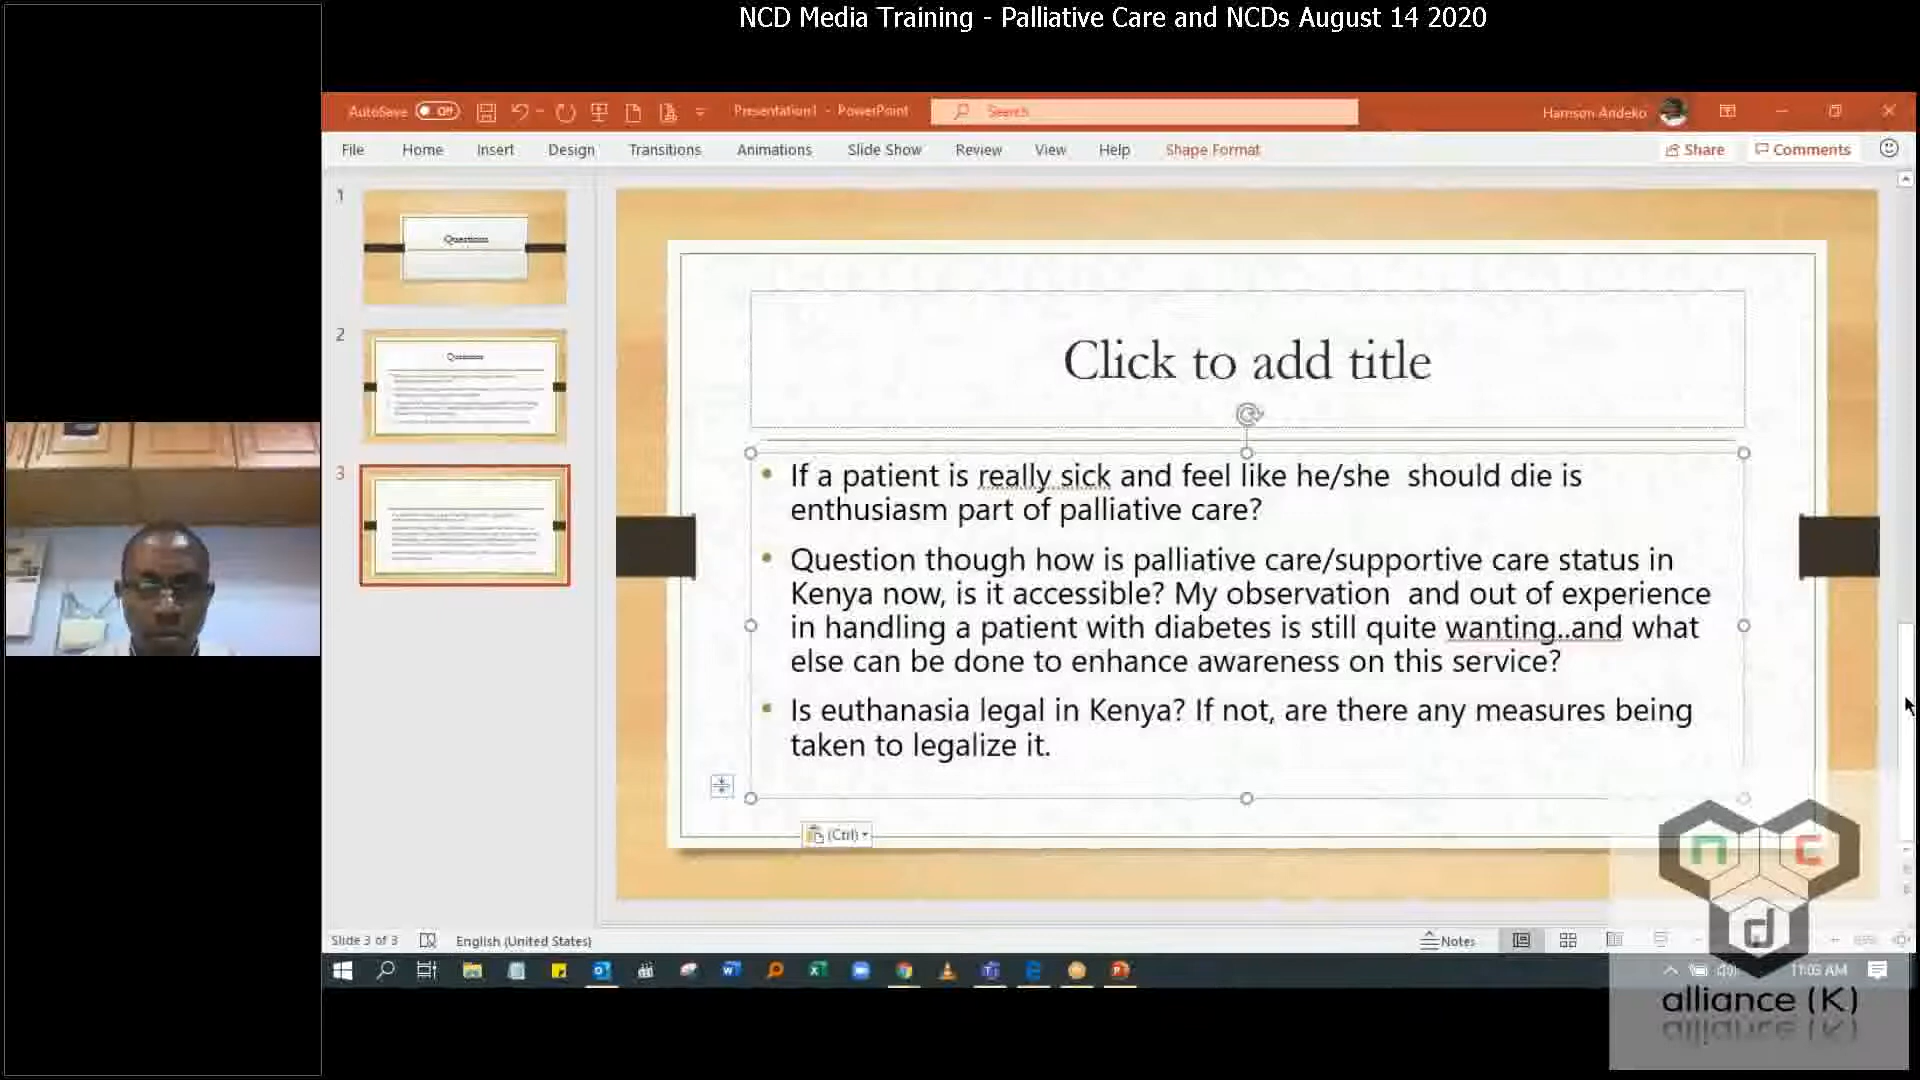 NCD Media Training - Palliative Care and NCDs August 14 2020
AutoSave Off
Presentation1 - PowerPoint
Search
Harrison Andeko
File Home Insert Design Transitions Animations Slide Show Review View Help Shape Format
Share Comments
1
Questions
2
Questions
3
Click to add title
If a patient is really sick and feel like he/she should die is
enthusiasm part of palliative care?
Question though how is palliative care/supportive care status in
Kenya now, is it accessible? My observation and out of experience
in handling a patient with diabetes is still quite wanting..and what
else can be done to enhance awareness on this service?
Is euthanasia legal in Kenya? If not, are there any measures being
taken to legalize it.
(Ctrl)
Slide 3 of 3 English (United States)
Notes
11:03 AM
n c d
alliance (K)